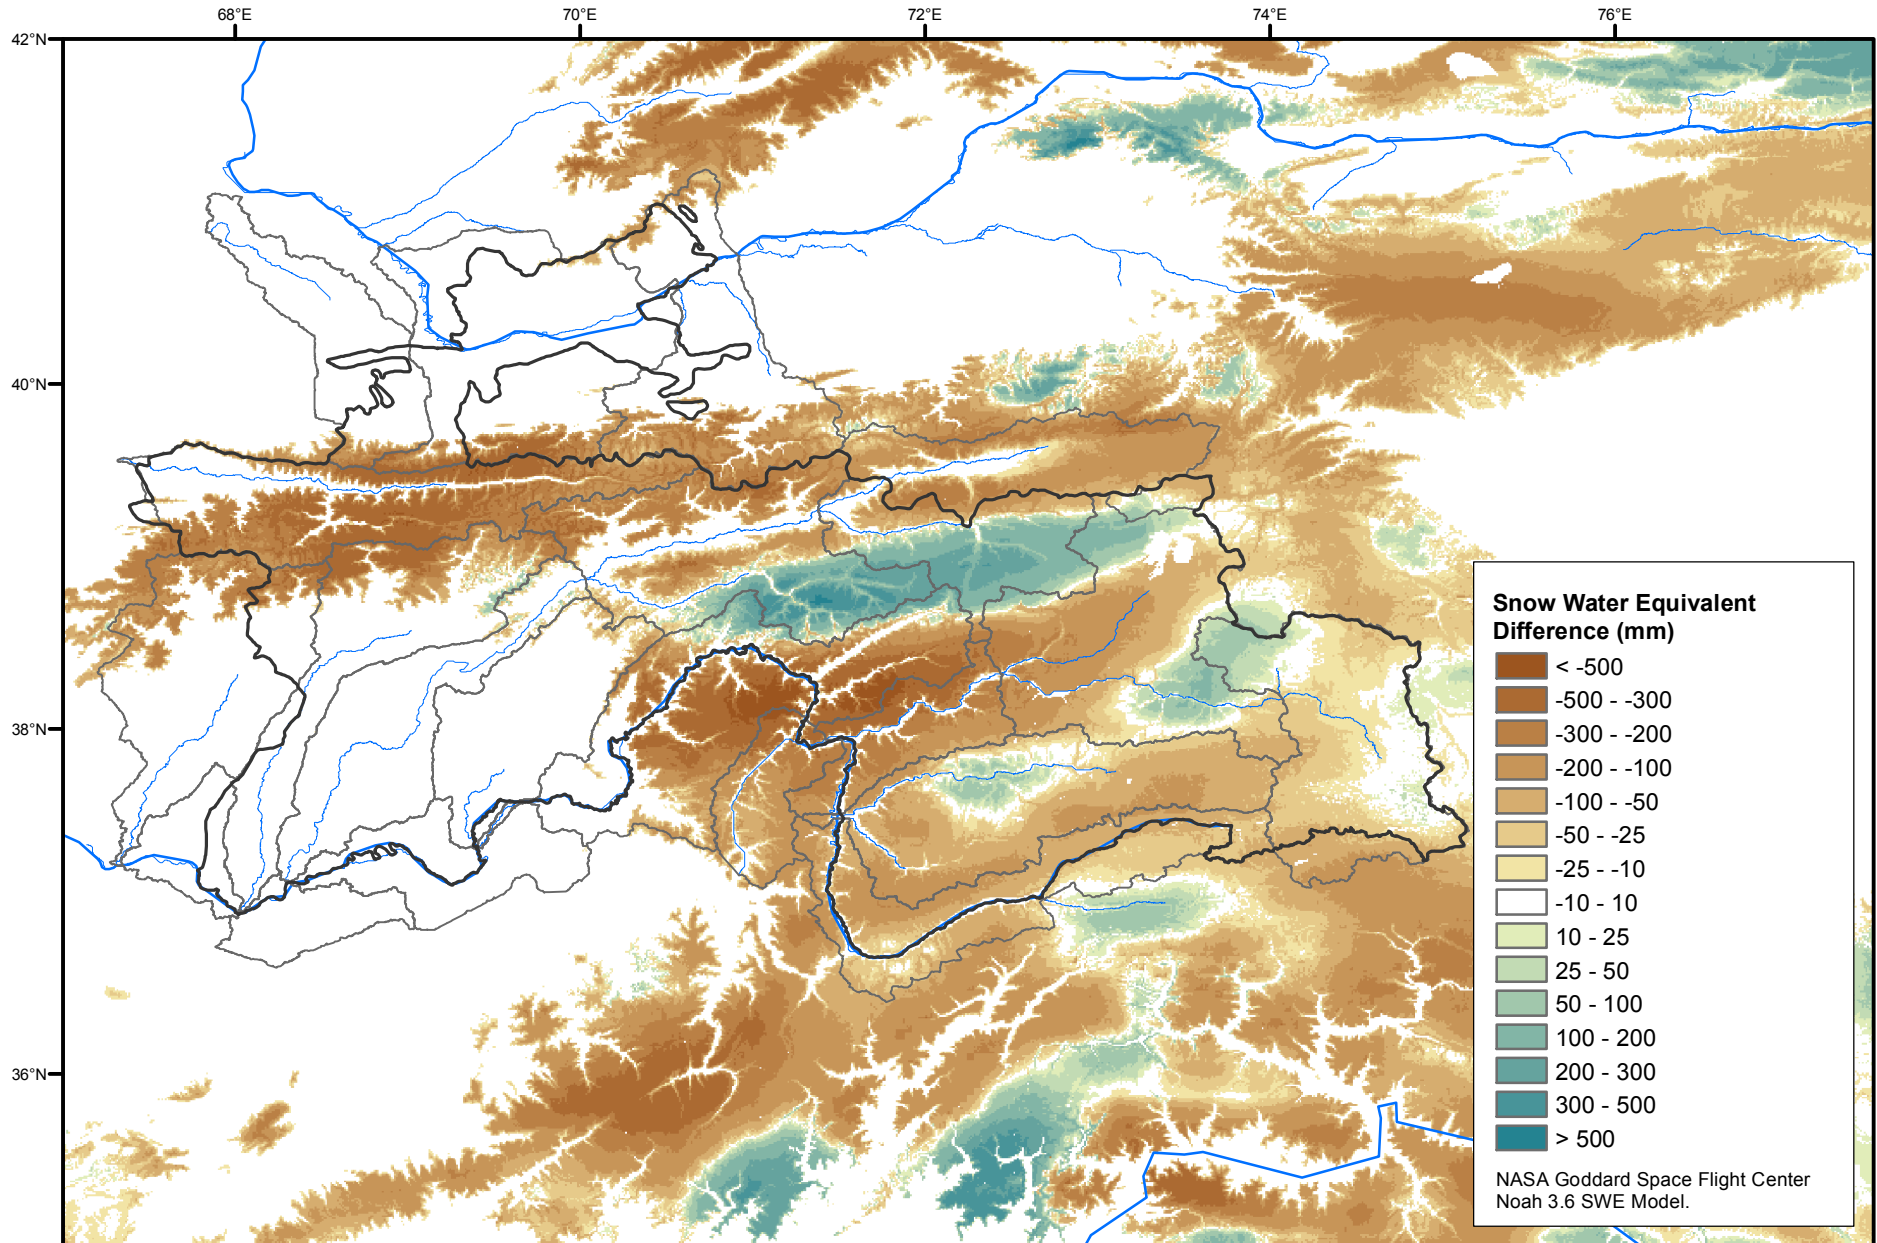 68°E 70°E 72°E 74°E 76°E
42°N
40°N
38°N
36°N
Snow Water Equivalent
Difference (mm)
< -500
-500 - -300
-300 - -200
-200 - -100
-100 - -50
-50 - -25
-25 - -10
-10 - 10
10 - 25
25 - 50
50 - 100
100 - 200
200 - 300
300 - 500
> 500
NASA Goddard Space Flight Center
Noah 3.6 SWE Model.